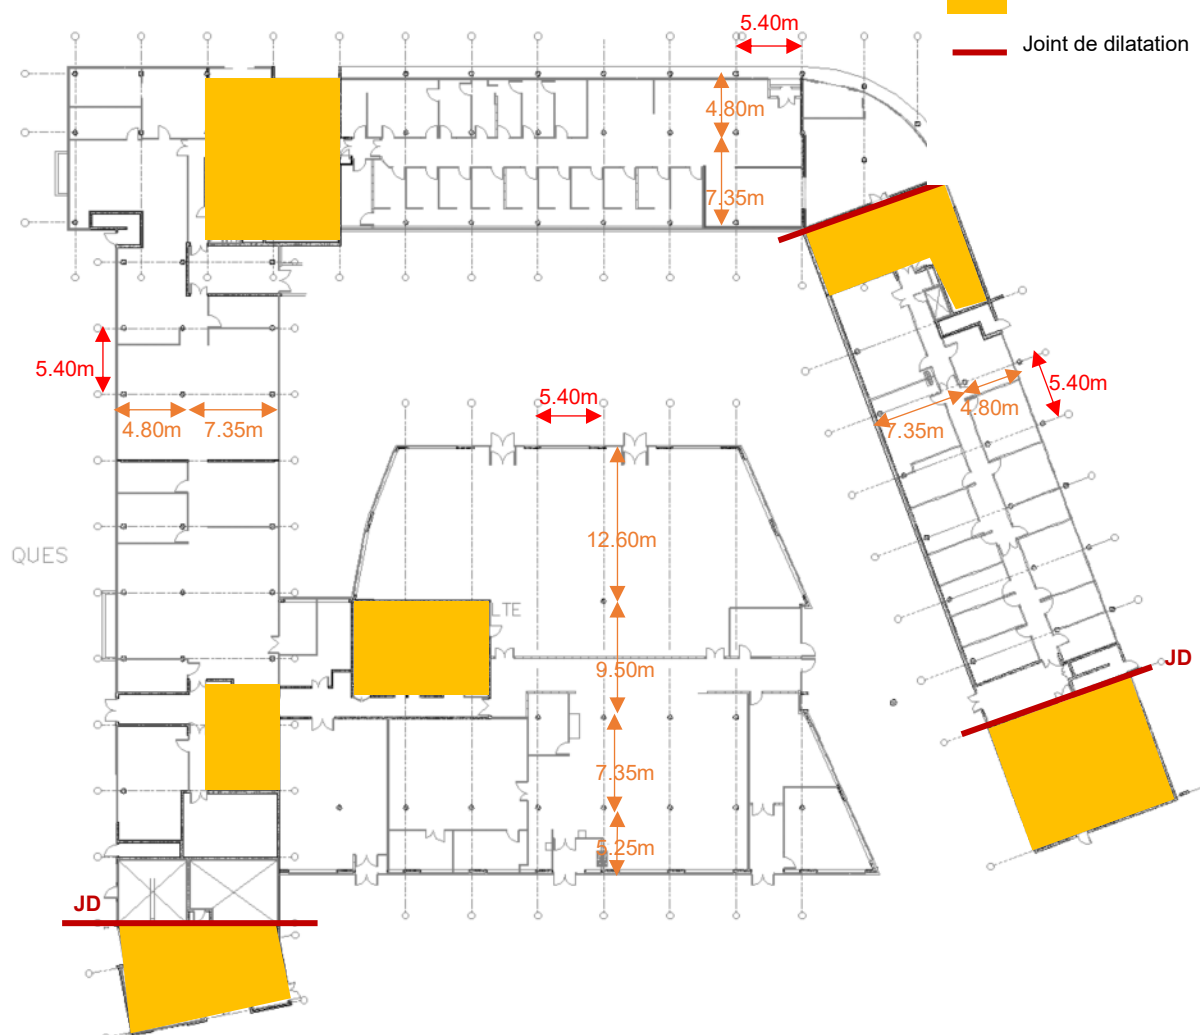 5.40m
Joint de dilatation
4.80m
7.35m
5.40m
4.80m
7.35m
5.40m
7.35m
4.80m
5.40m
12.60m
QUES
LTE
9.50m
JD
7.35m
5.25m
JD